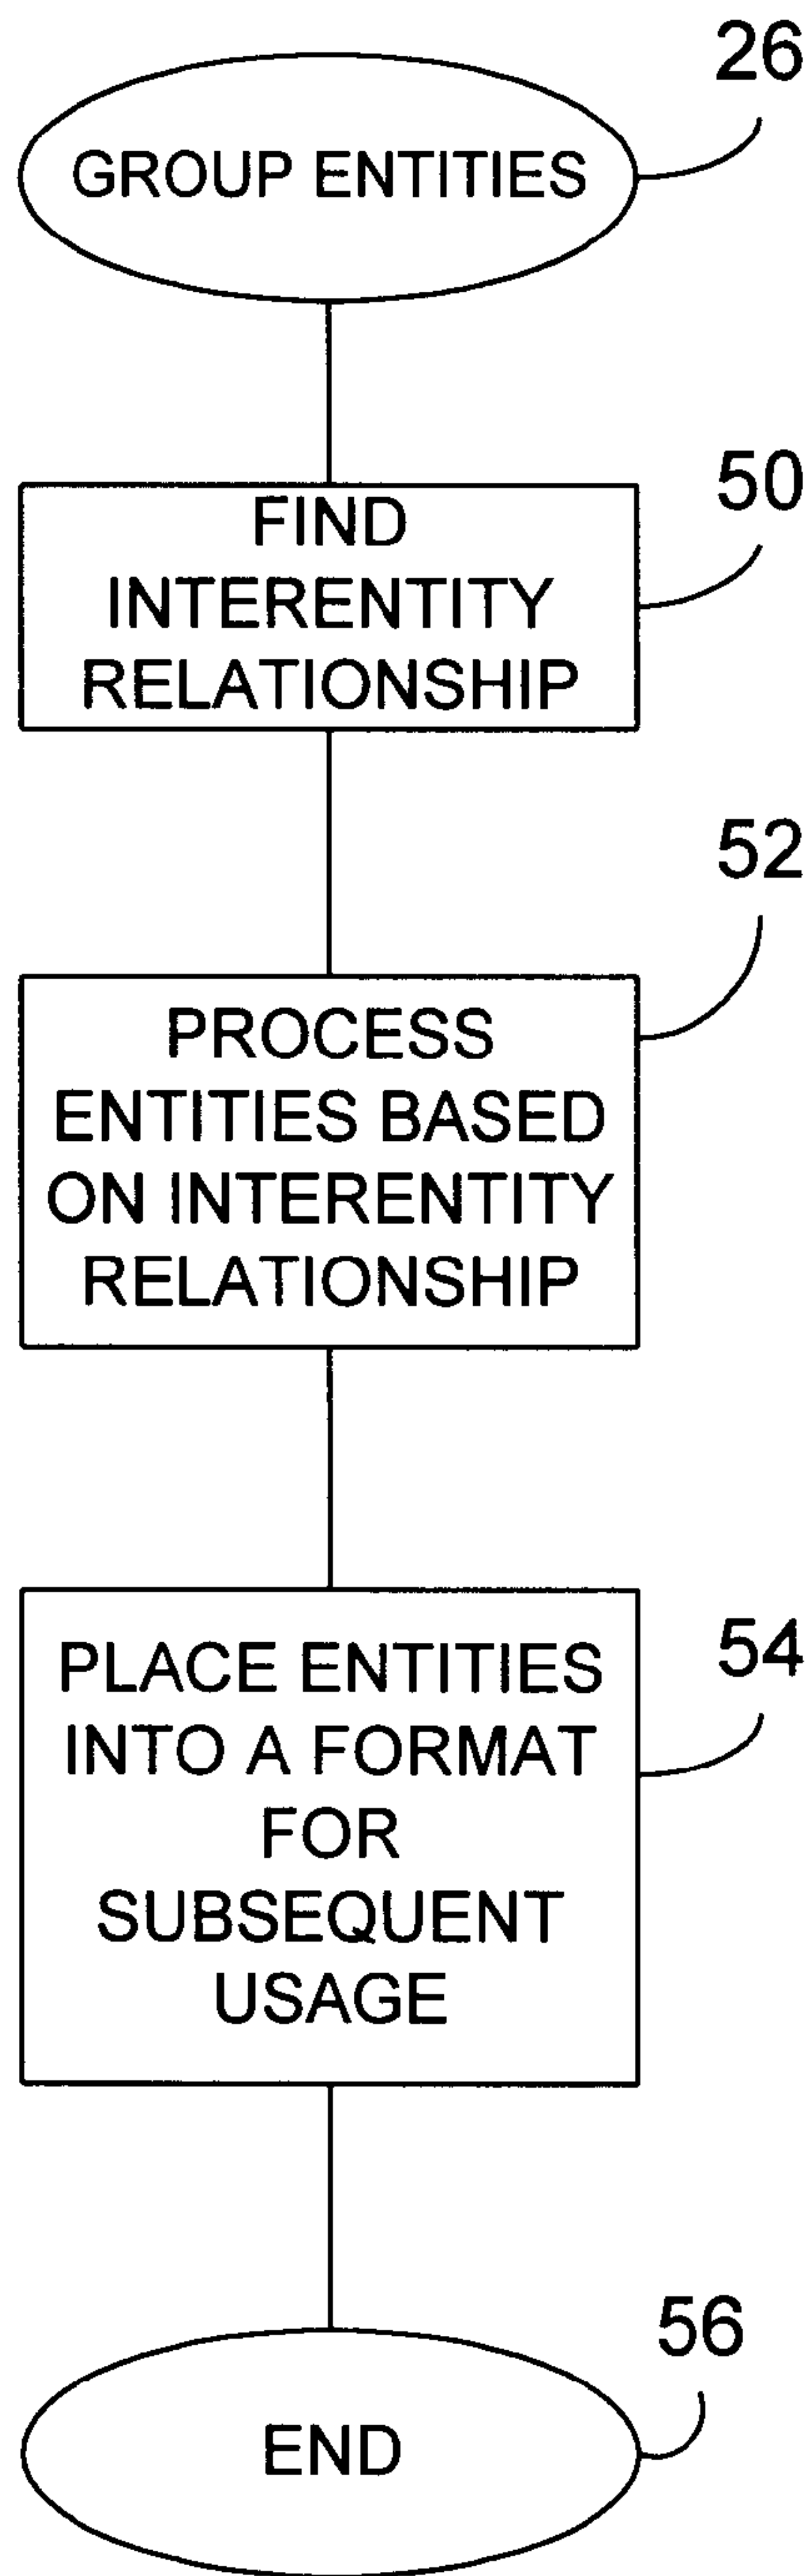 26
GROUP ENTITIES
50
FIND
INTERENTITY
RELATIONSHIP
52
PROCESS
ENTITIES BASED
ON INTERENTITY
RELATIONSHIP
54
PLACE ENTITIES
INTO A FORMAT
FOR
SUBSEQUENT
USAGE
56
END